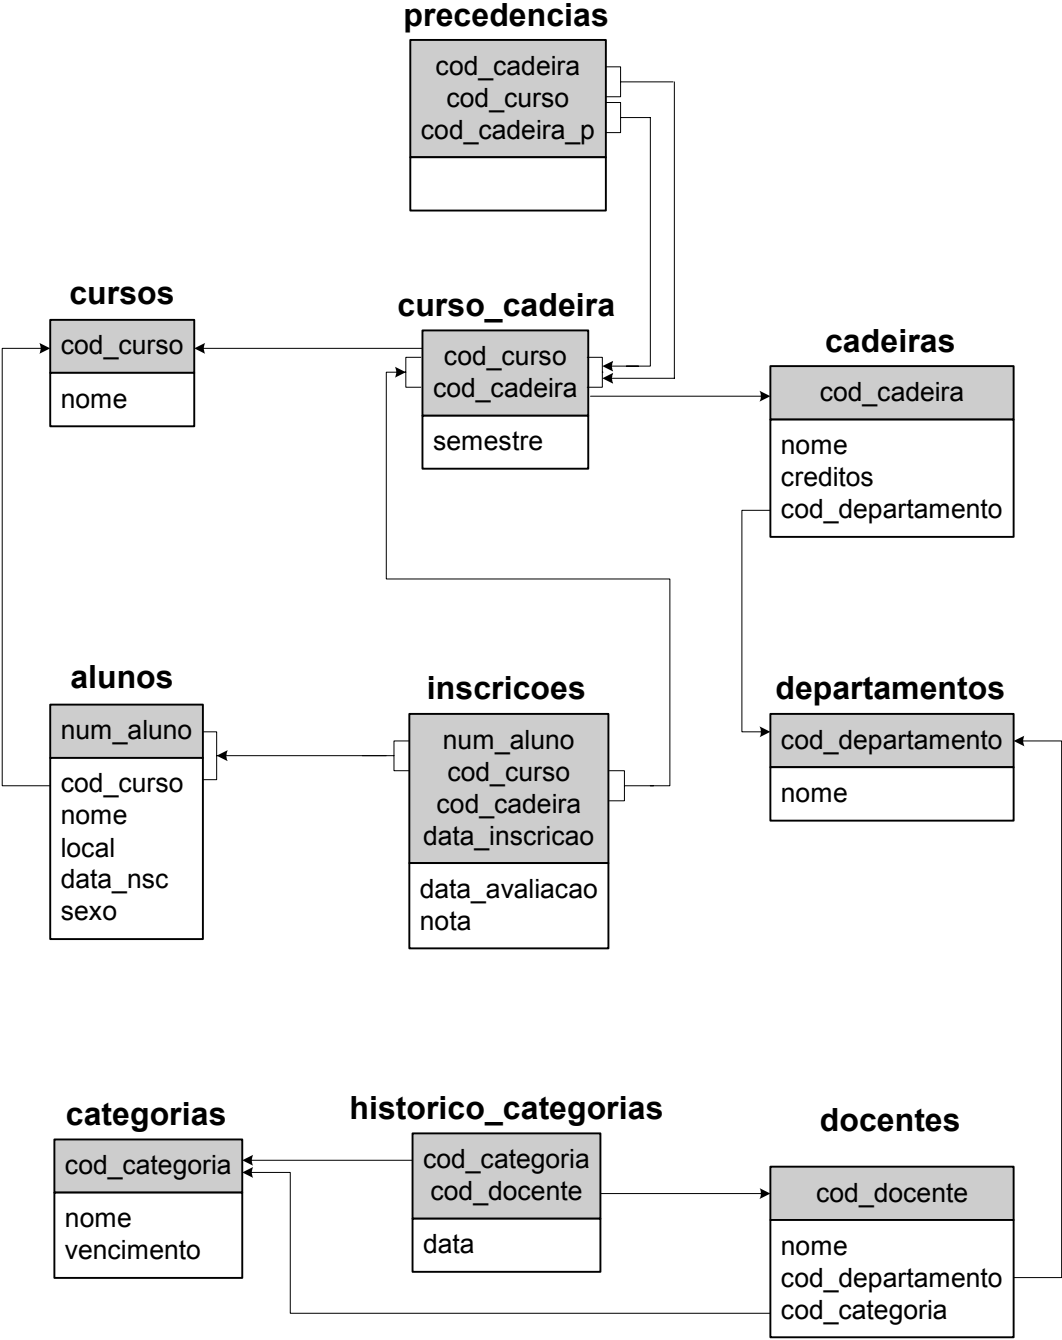 precedencias
cod_cadeira
cod_curso
cod_cadeira_p
cursos
cod_curso
nome
curso_cadeira
cod_curso
cod_cadeira
semestre
cadeiras
cod_cadeira
nome
creditos
cod_departamento
alunos
num_aluno
cod_curso
nome
local
data_nsc
sexo
inscricoes
num_aluno
cod_curso
cod_cadeira
data_inscricao
data_avaliacao
nota
departamentos
cod_departamento
nome
categorias
cod_categoria
nome
vencimento
historico_categorias
cod_categoria
cod_docente
data
docentes
cod_docente
nome
cod_departamento
cod_categoria